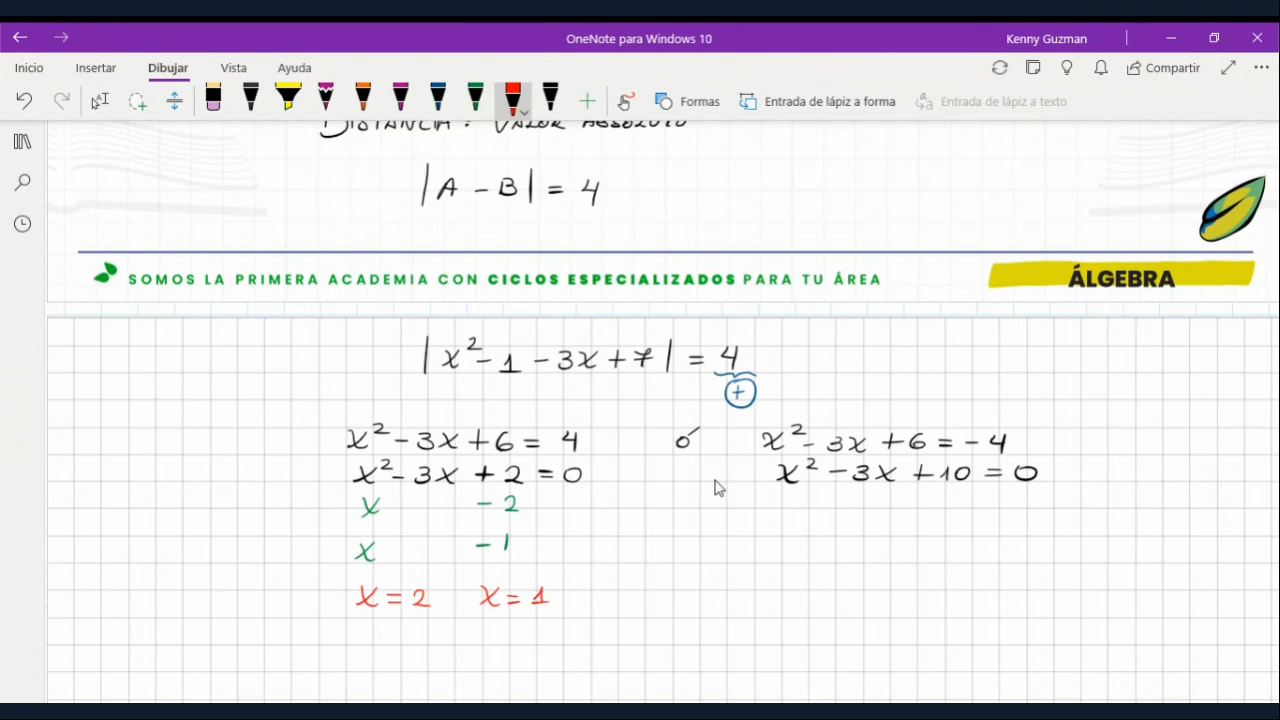 OneNote para Windows 10
Kenny Guzman
Inicio Insertar Dibujar Vista Ayuda
Compartir
Formas Entrada de lápiz a forma Entrada de lápiz a texto
DISTANCIA: VALOR ABSOLUTO
|A - B| = 4
SOMOS LA PRIMERA ACADEMIA CON CICLOS ESPECIALIZADOS PARA TU ÁREA
ÁLGEBRA
|x² - 1 - 3x + 7| = 4
+
x² - 3x + 6 = 4 ó x² - 3x + 6 = -4
x² - 3x + 2 = 0 x² - 3x + 10 = 0
x -2
x -1
x = 2 x = 1